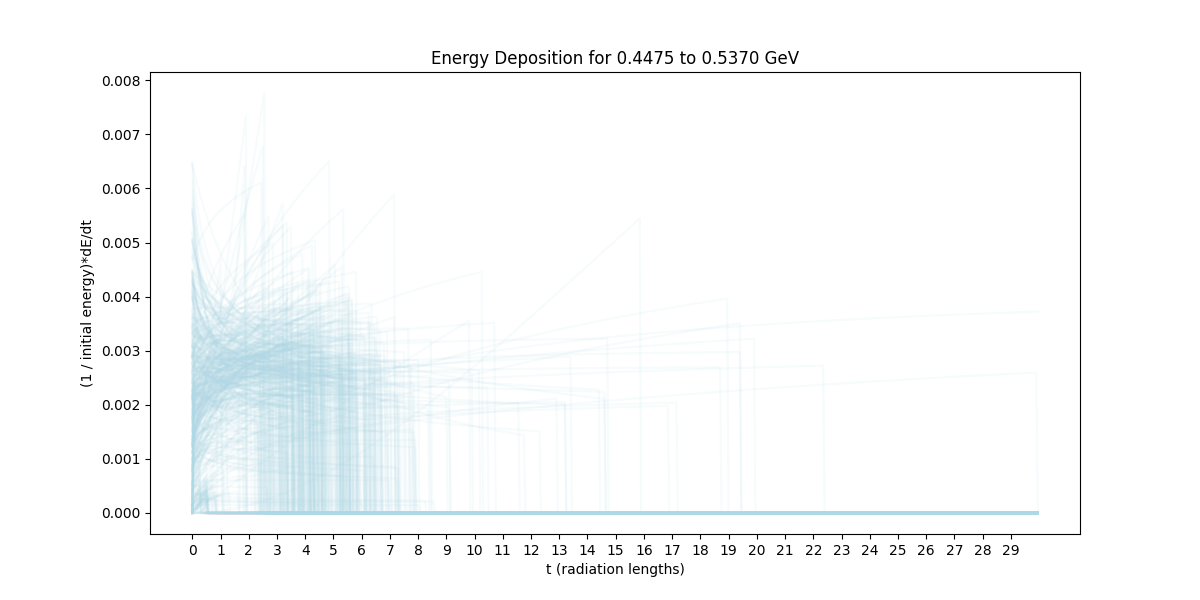 Energy Deposition for 0.4475 to 0.5370 GeV
0.008
0.007
0.006
0.005
0.004
0.003
0.002
0.001
0.000
(1 / initial energy)*dE/dt
0 1 2 3 4 5 6 7 8 9 10 11 12 13 14 15 16 17 18 19 20 21 22 23 24 25 26 27 28 29
t (radiation lengths)